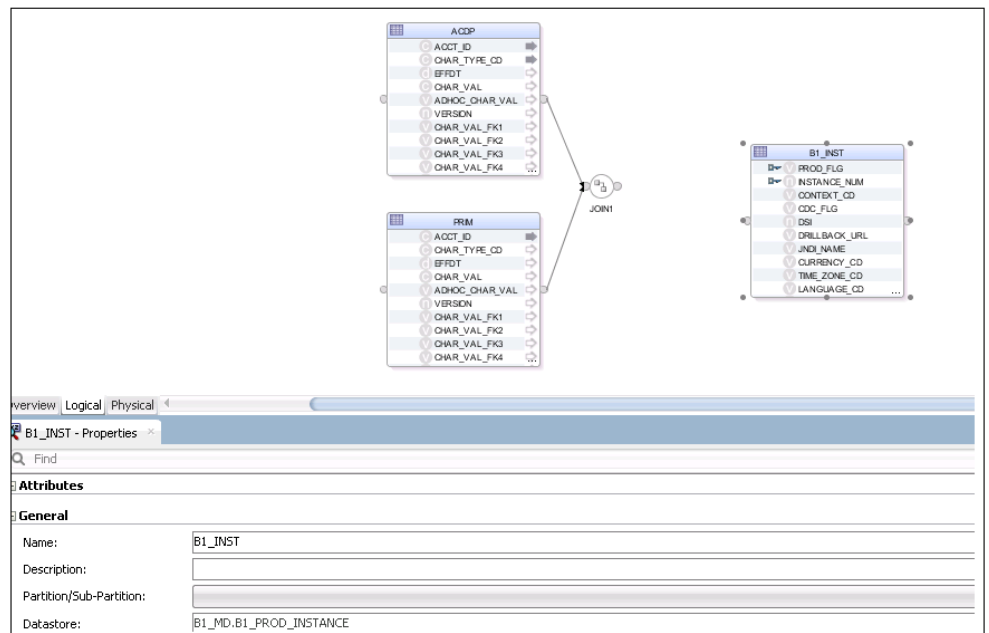 ACDP
C ACCT_ID
C CHAR_TYPE_CD
d EFFDT
C CHAR_VAL
V ADHOC_CHAR_VAL
n VERSION
V CHAR_VAL_FK1
V CHAR_VAL_FK2
V CHAR_VAL_FK3
V CHAR_VAL_FK4
...
PRIM
C ACCT_ID
C CHAR_TYPE_CD
d EFFDT
C CHAR_VAL
V ADHOC_CHAR_VAL
n VERSION
V CHAR_VAL_FK1
V CHAR_VAL_FK2
V CHAR_VAL_FK3
V CHAR_VAL_FK4
...
JOIN1
B1_INST
V PROD_FLG
n INSTANCE_NUM
V CONTEXT_CD
V CDC_FLG
n DSI
V DRILLBACK_URL
V JNDI_NAME
V CURRENCY_CD
V TIME_ZONE_CD
V LANGUAGE_CD
...
verview Logical Physical
B1_INST - Properties
Find
Attributes
General
Name: B1_INST
Description:
Partition/Sub-Partition:
Datastore: B1_MD.B1_PROD_INSTANCE